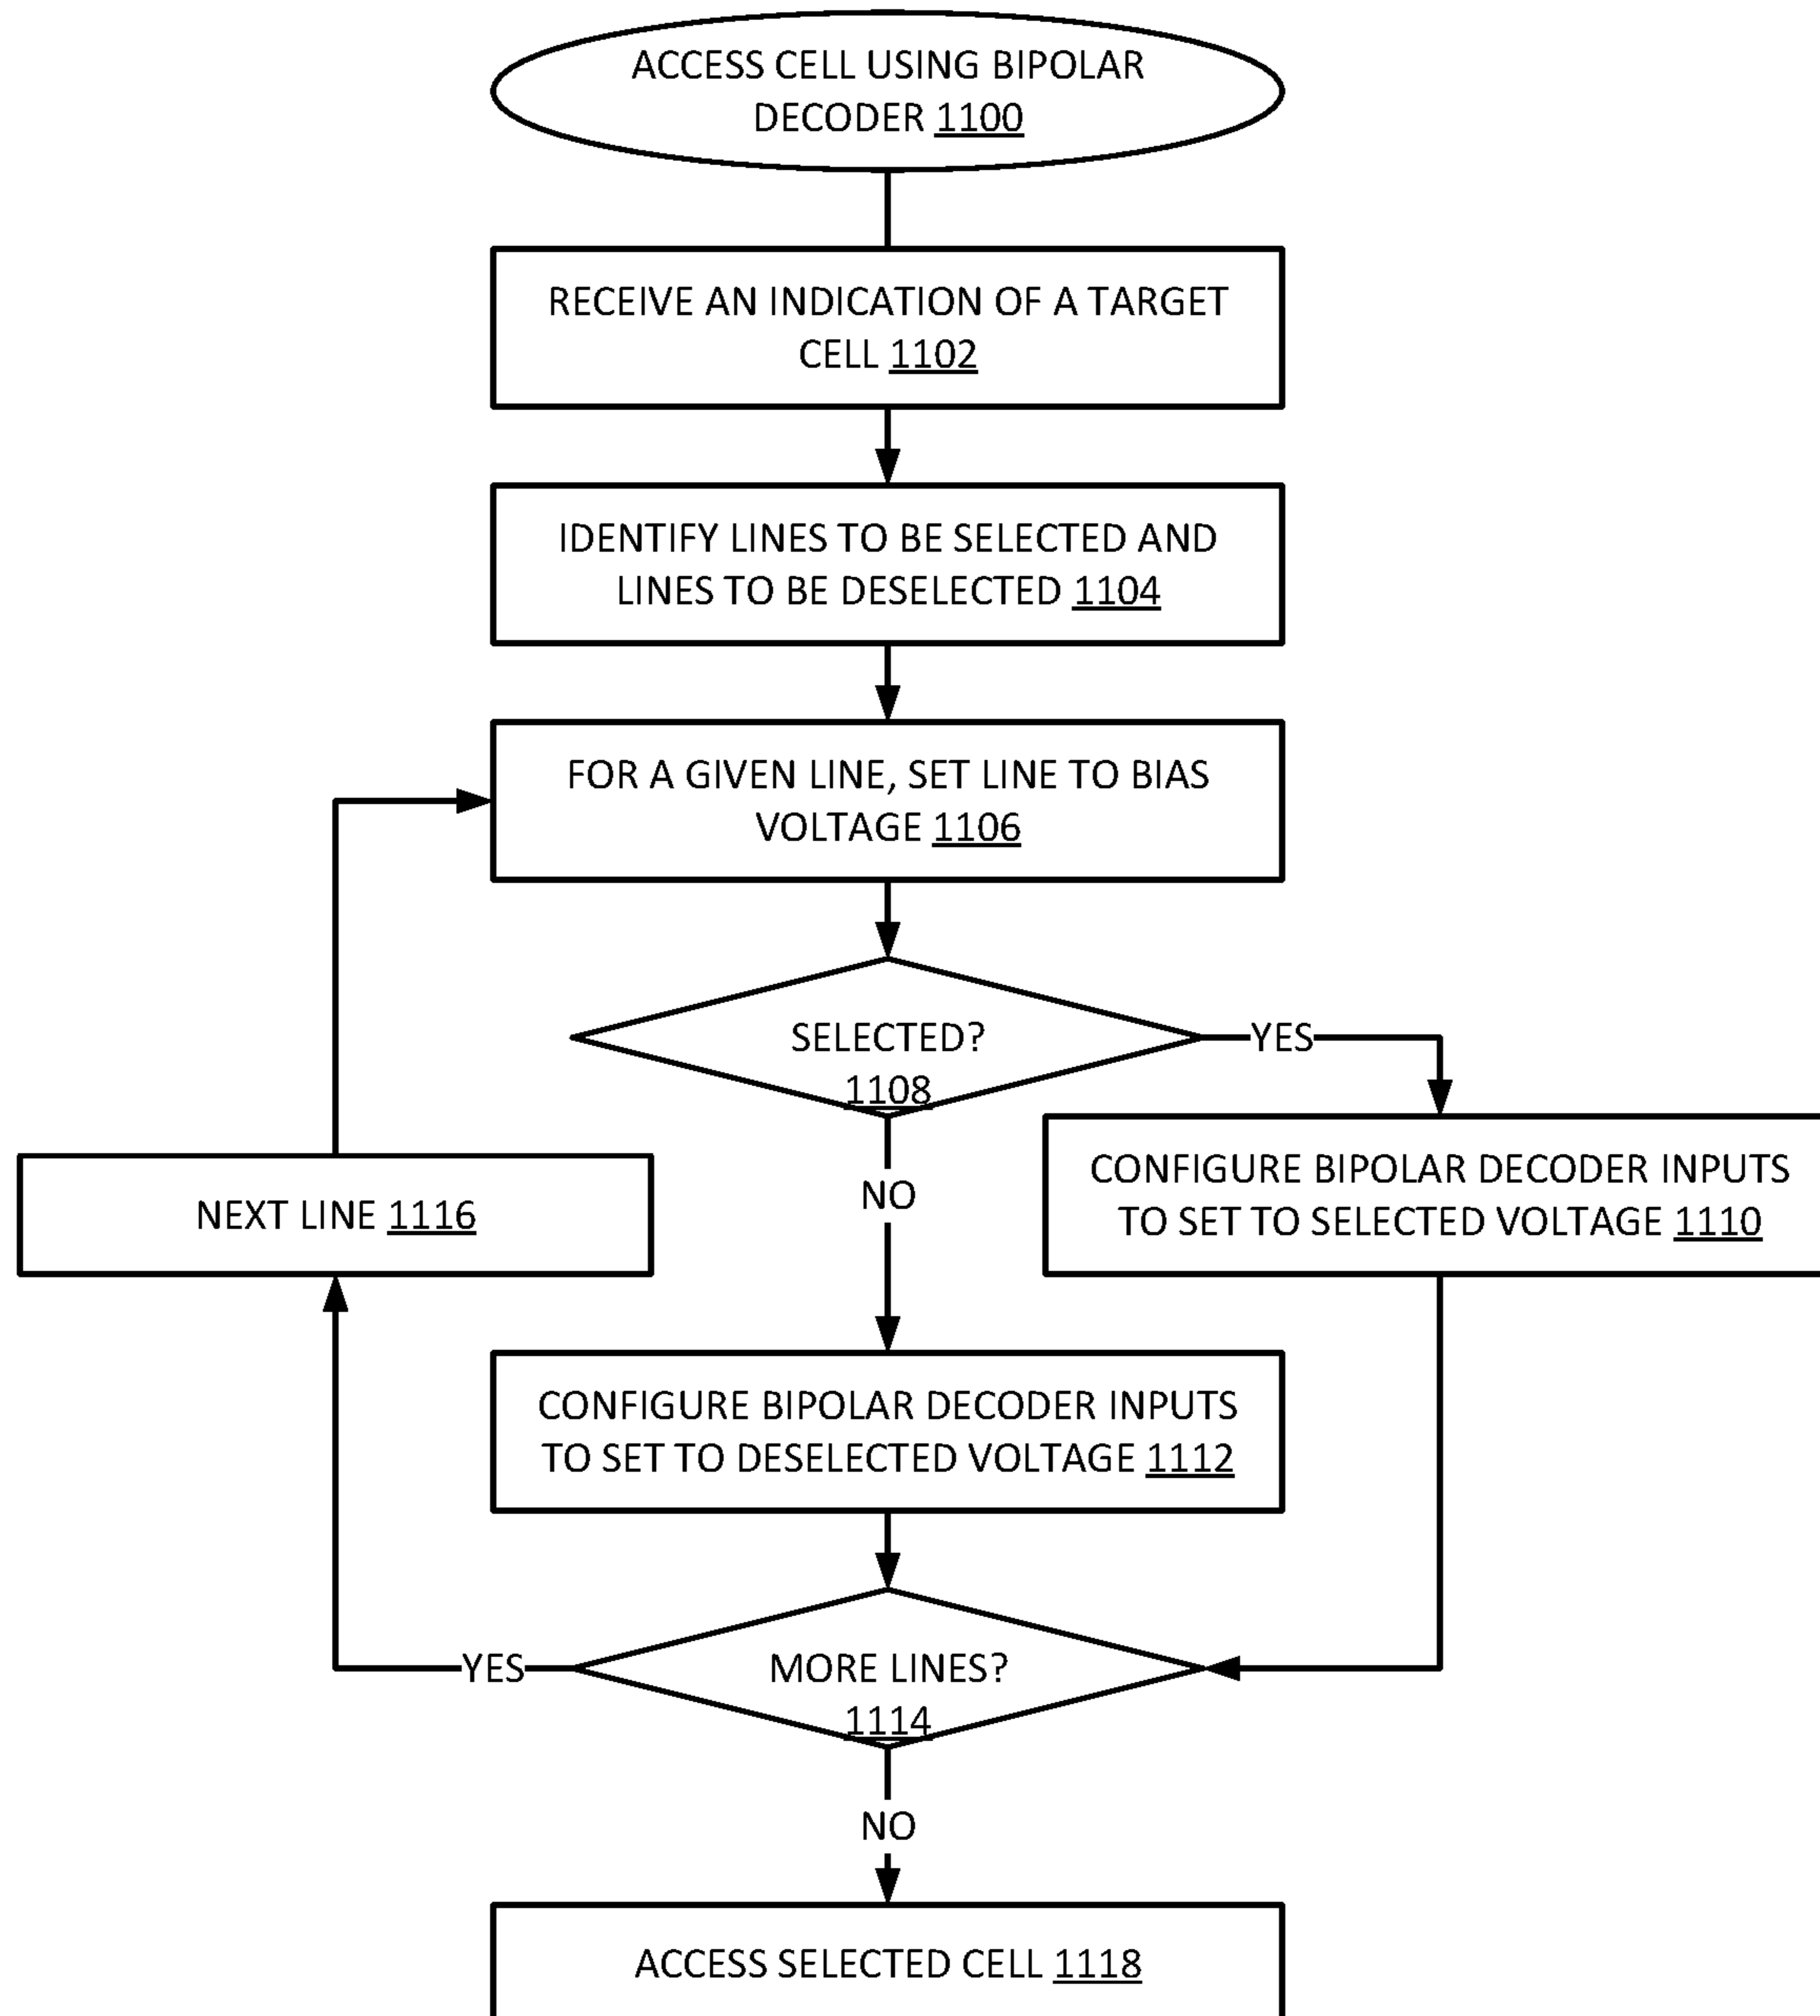 ACCESS CELL USING BIPOLAR
DECODER 1100
RECEIVE AN INDICATION OF A TARGET
CELL 1102
IDENTIFY LINES TO BE SELECTED AND
LINES TO BE DESELECTED 1104
FOR A GIVEN LINE, SET LINE TO BIAS
VOLTAGE 1106
SELECTED?
1108
YES
NO
CONFIGURE BIPOLAR DECODER INPUTS
TO SET TO SELECTED VOLTAGE 1110
NEXT LINE 1116
CONFIGURE BIPOLAR DECODER INPUTS
TO SET TO DESELECTED VOLTAGE 1112
MORE LINES?
1114
YES
NO
ACCESS SELECTED CELL 1118